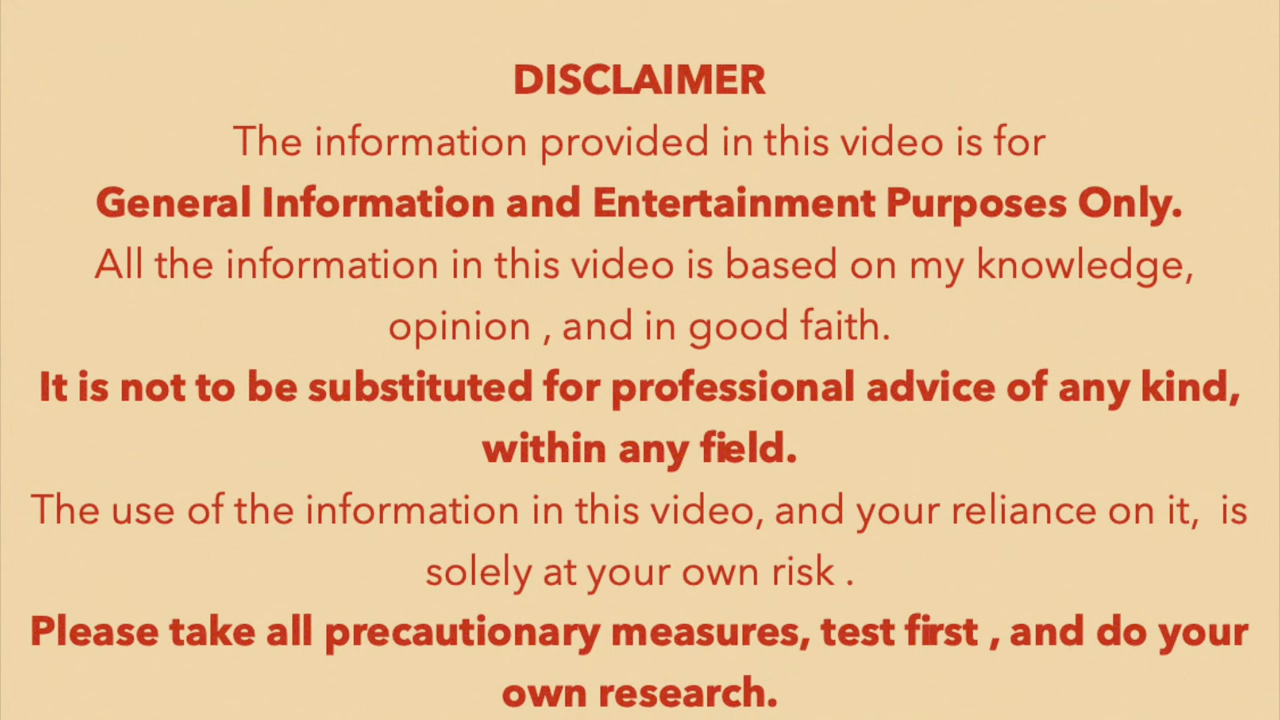 DISCLAIMER
The information provided in this video is for
General Information and Entertainment Purposes Only.
All the information in this video is based on my knowledge,
opinion , and in good faith.
It is not to be substituted for professional advice of any kind,
within any field.
The use of the information in this video, and your reliance on it,  is
solely at your own risk .
Please take all precautionary measures, test first , and do your
own research.